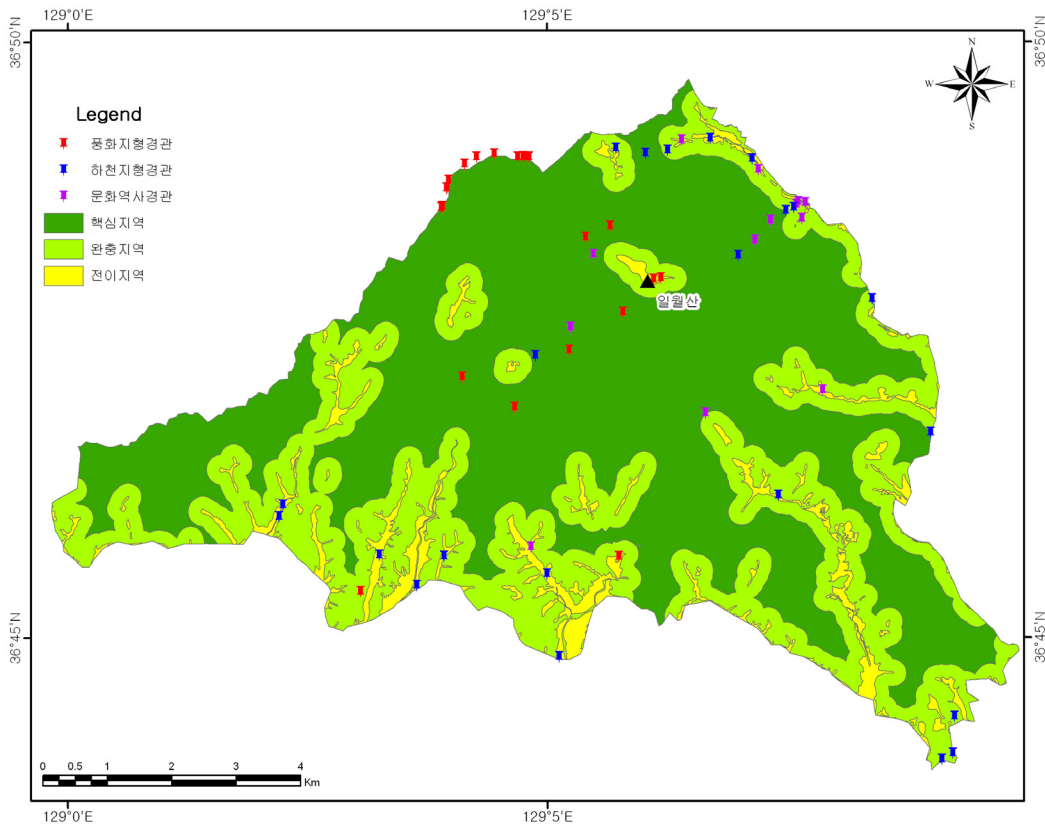 129°0'E
129°5'E
36°50'N
36°50'N
N
W
E
S
Legend
풍화지형경관
하천지형경관
문화역사경관
핵심지역
완충지역
전이지역
일월산
36°45'N
36°45'N
0 0.5 1 2 3 4
Km
129°0'E
129°5'E